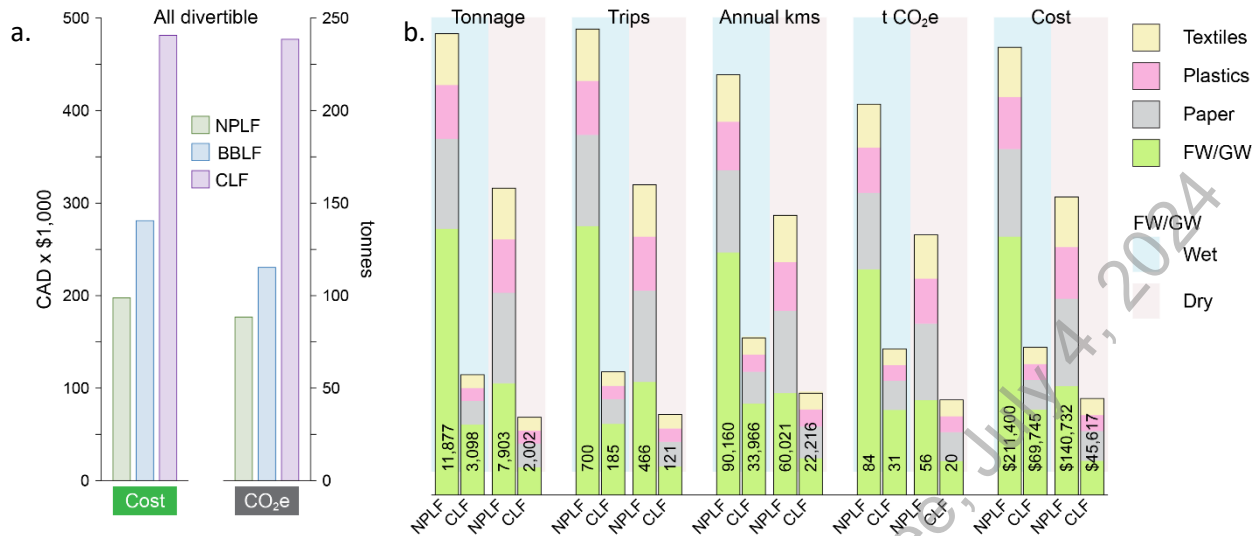 a.
All divertible
500
400
300
200
100
0
CAD x $1,000
250
200
150
100
50
0
tonnes
NPLF
BBLF
CLF
Cost
CO₂e
b.
Tonnage
Trips
Annual kms
t CO₂e
Cost
11,877
3,098
7,903
2,002
700
185
466
121
90,160
33,966
60,021
22,216
84
31
56
20
$211,400
$69,745
$140,732
$45,617
NPLF
CLF
NPLF
CLF
NPLF
CLF
NPLF
CLF
NPLF
CLF
NPLF
CLF
NPLF
CLF
NPLF
CLF
NPLF
CLF
NPLF
CLF
Textiles
Plastics
Paper
FW/GW
FW/GW
Wet
Dry
July 4, 2024